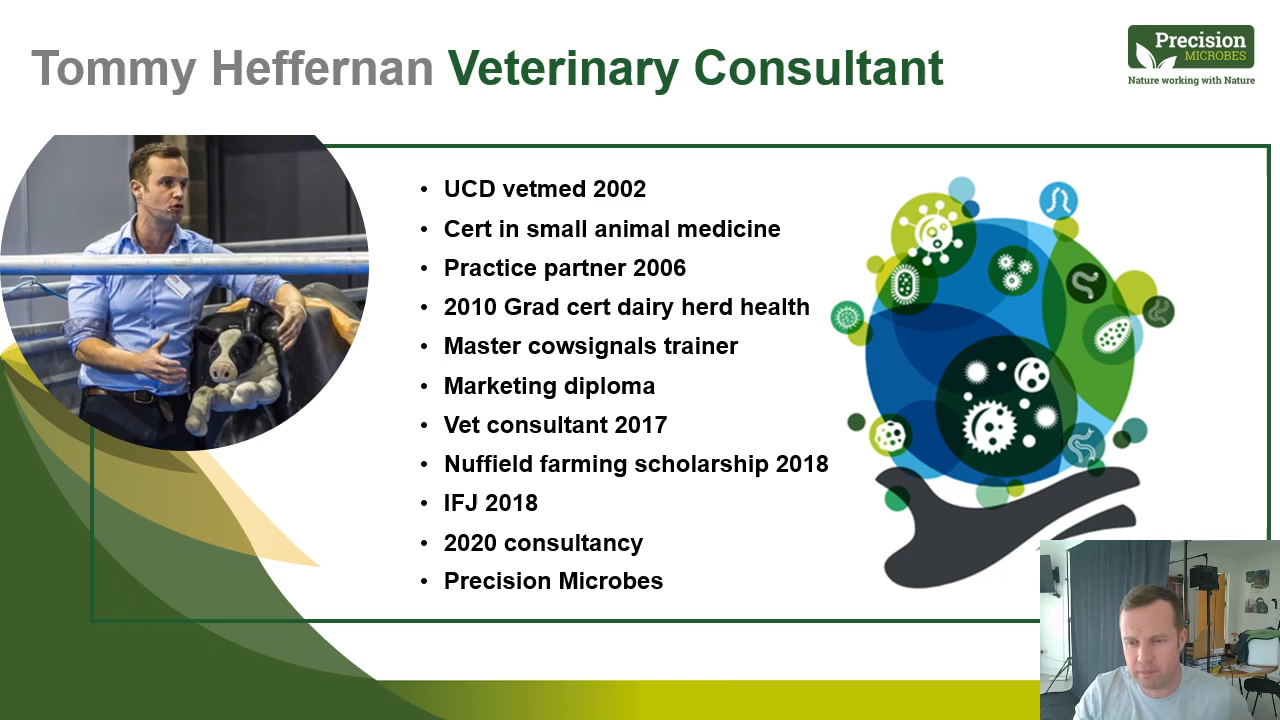 Tommy Heffernan Veterinary Consultant
Precision
MICROBES
Nature working with Nature
• UCD vetmed 2002
• Cert in small animal medicine
• Practice partner 2006
• 2010 Grad cert dairy herd health
• Master cowsignals trainer
• Marketing diploma
• Vet consultant 2017
• Nuffield farming scholarship 2018
• IFJ 2018
• 2020 consultancy
• Precision Microbes